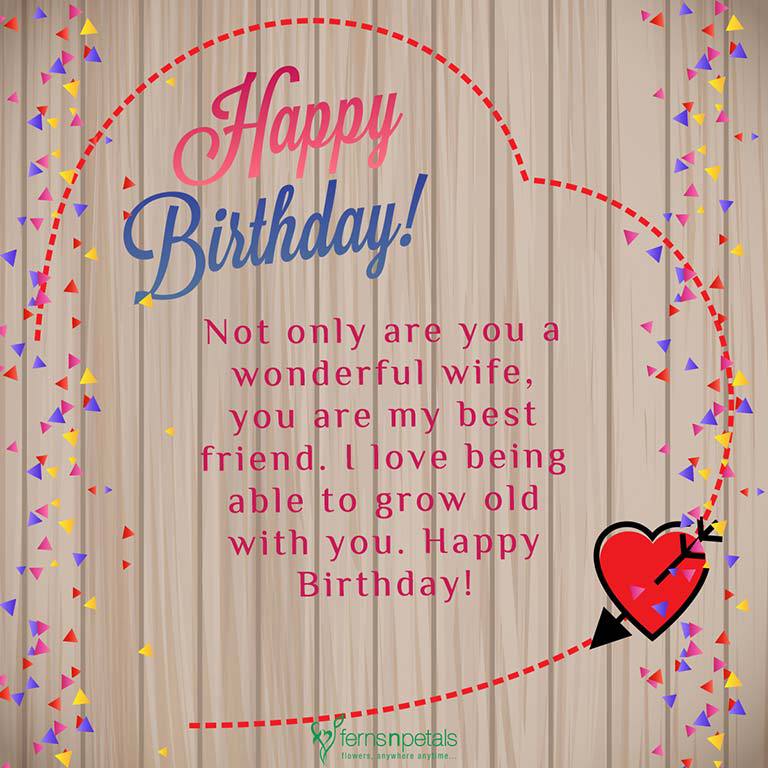 Happy
Birthday!
Not only are you a
wonderful wife,
you are my best
friend. I love being
able to grow old
with you. Happy
Birthday!
fernsnpetals
flowers, anywhere anytime...